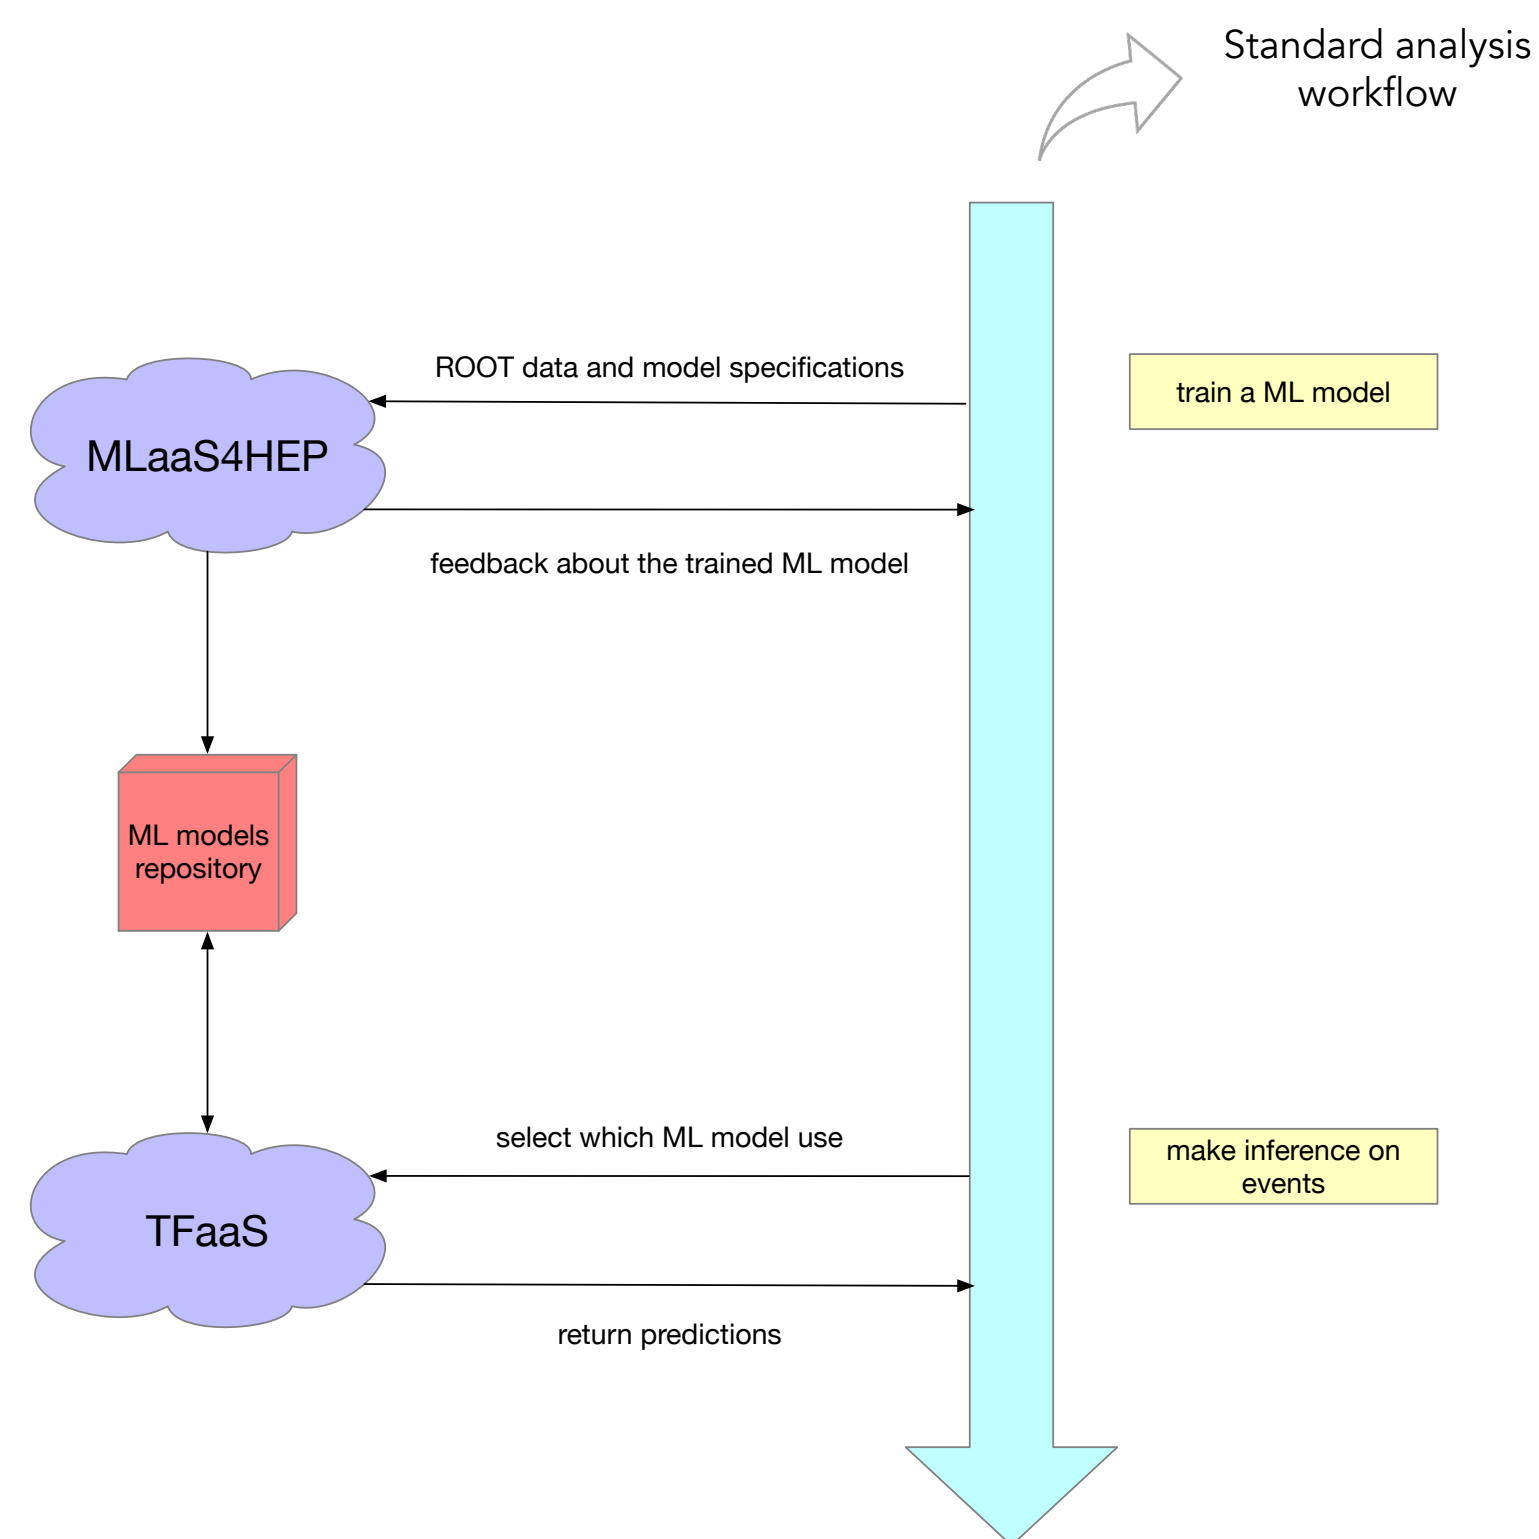 Standard analysis
workflow
ROOT data and model specifications
train a ML model
MLaaS4HEP
feedback about the trained ML model
ML models
repository
select which ML model use
make inference on
events
TFaaS
return predictions